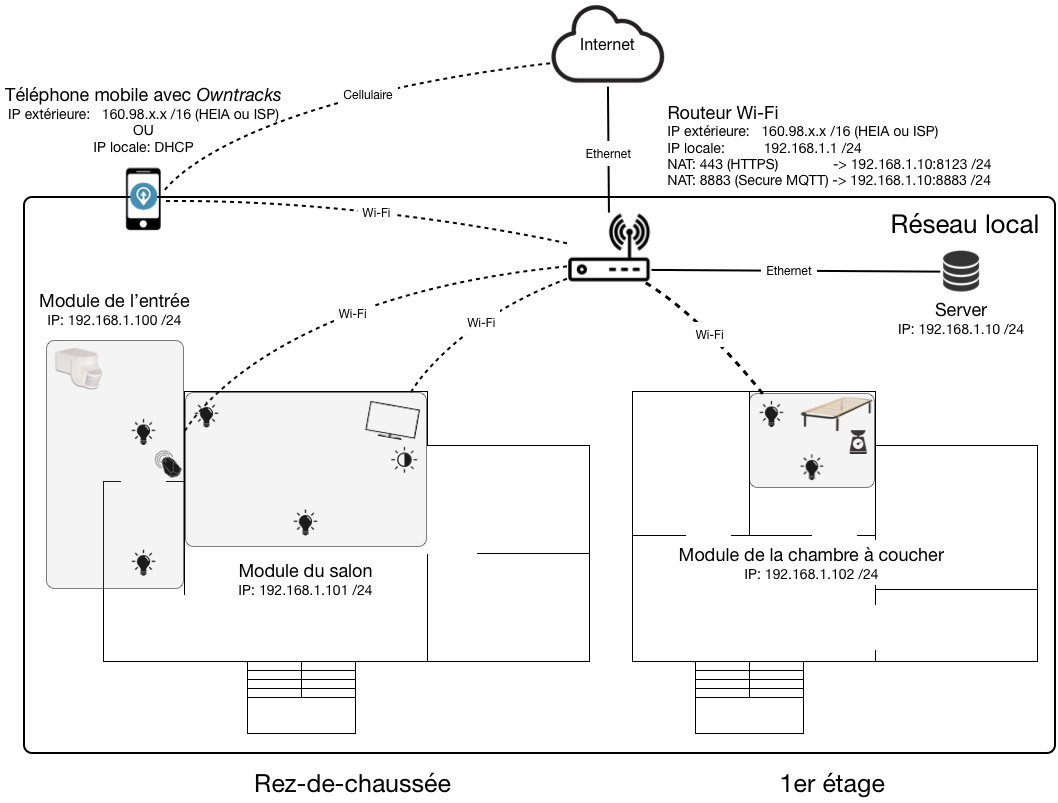 Internet
Cellulaire
Téléphone mobile avec Owntracks
IP extérieure: 160.98.x.x /16 (HEIA ou ISP)
OU
IP locale: DHCP
Ethernet
Routeur Wi-Fi
IP extérieure: 160.98.x.x /16 (HEIA ou ISP)
IP locale: 192.168.1.1 /24
NAT: 443 (HTTPS) -> 192.168.1.10:8123 /24
NAT: 8883 (Secure MQTT) -> 192.168.1.10:8883 /24
Wi-Fi
Réseau local
Ethernet
Server
IP: 192.168.1.10 /24
Module de l'entrée
IP: 192.168.1.100 /24
Wi-Fi
Wi-Fi
Wi-Fi
Module du salon
IP: 192.168.1.101 /24
Module de la chambre à coucher
IP: 192.168.1.102 /24
Rez-de-chaussée
1er étage